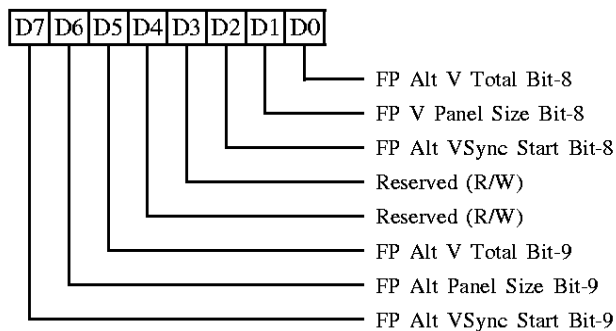 D7 D6 D5 D4 D3 D2 D1 D0
FP Alt V Total Bit-8
FP V Panel Size Bit-8
FP Alt VSync Start Bit-8
Reserved (R/W)
Reserved (R/W)
FP Alt V Total Bit-9
FP Alt Panel Size Bit-9
FP Alt VSync Start Bit-9